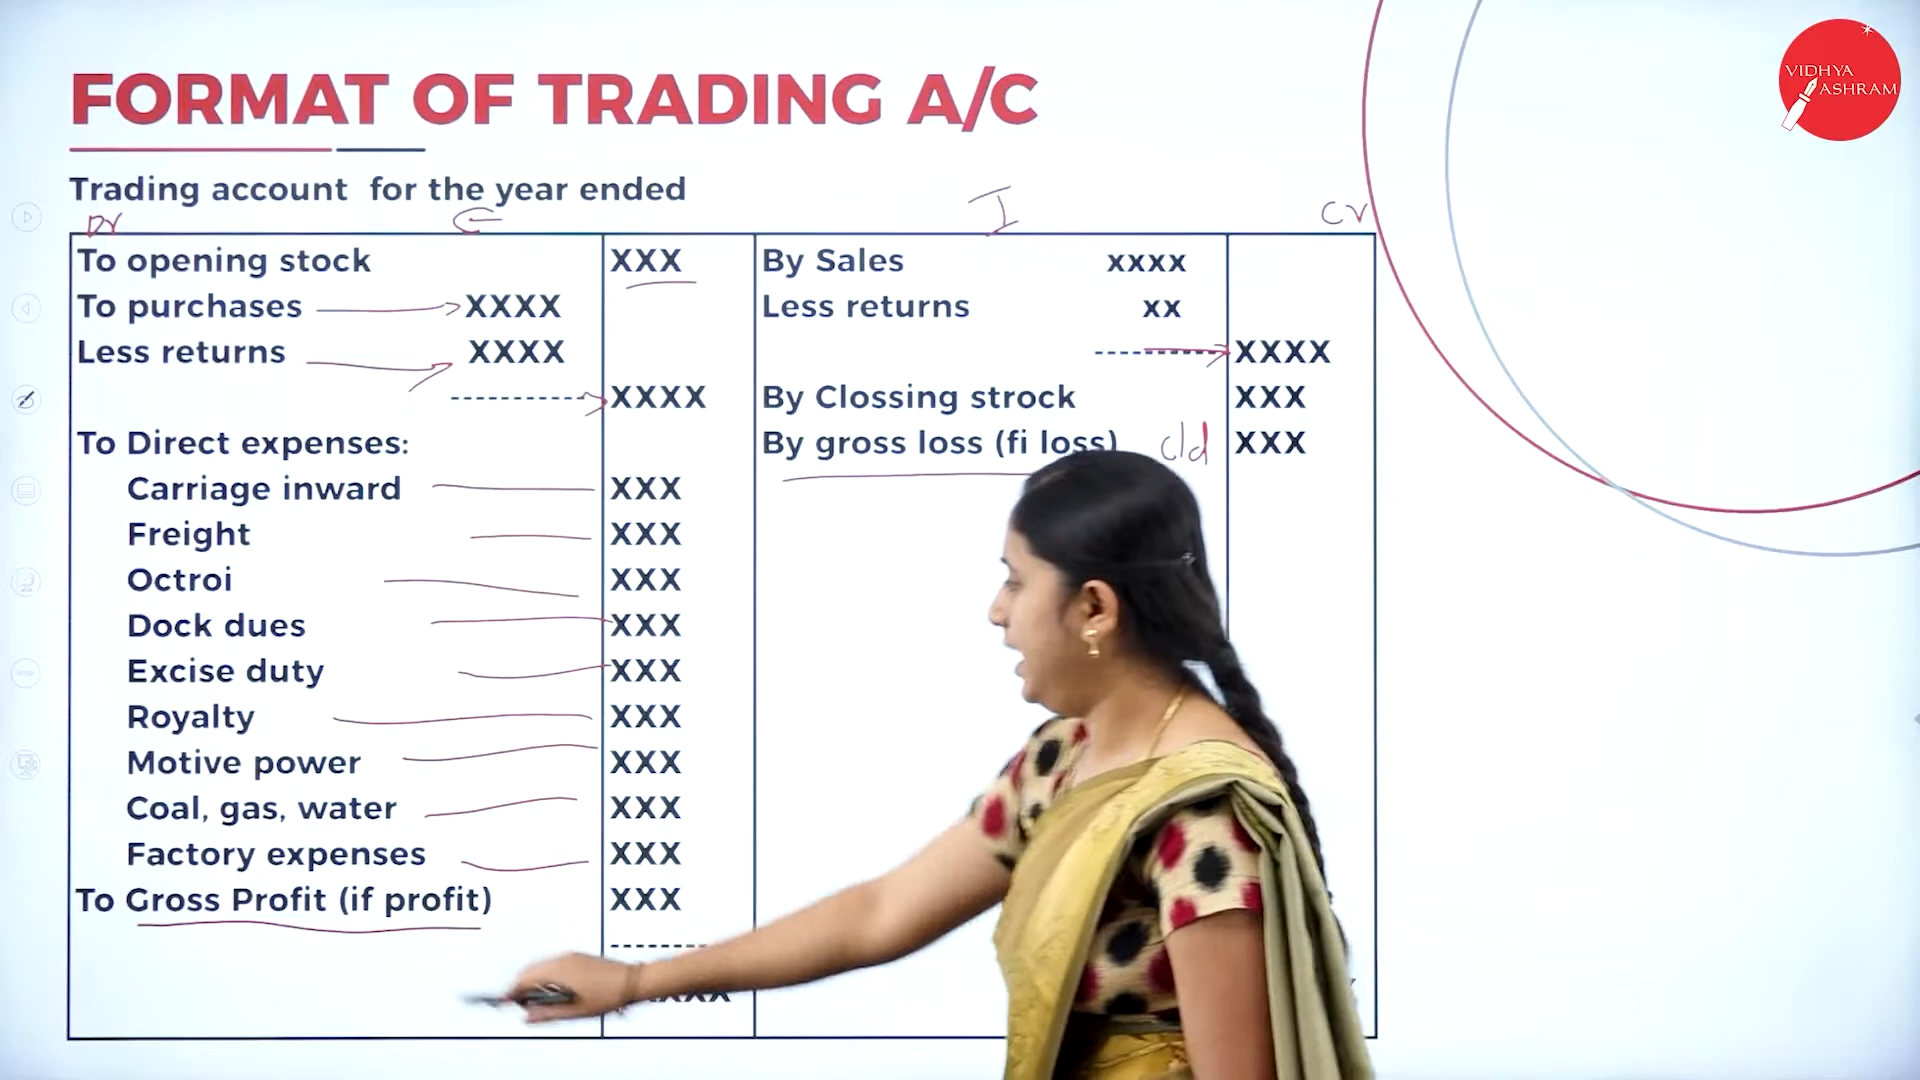 VIDHYA
ASHRAM
FORMAT OF TRADING A/C
Trading account for the year ended
Dr E I Cr
To opening stock XXX By Sales xxxx
To purchases XXXX Less returns xx
Less returns XXXX XXXX
XXXX By Clossing strock XXX
To Direct expenses: By gross loss (fi loss) c/d XXX
Carriage inward XXX
Freight XXX
Octroi XXX
Dock dues XXX
Excise duty XXX
Royalty XXX
Motive power XXX
Coal, gas, water XXX
Factory expenses XXX
To Gross Profit (if profit) XXX